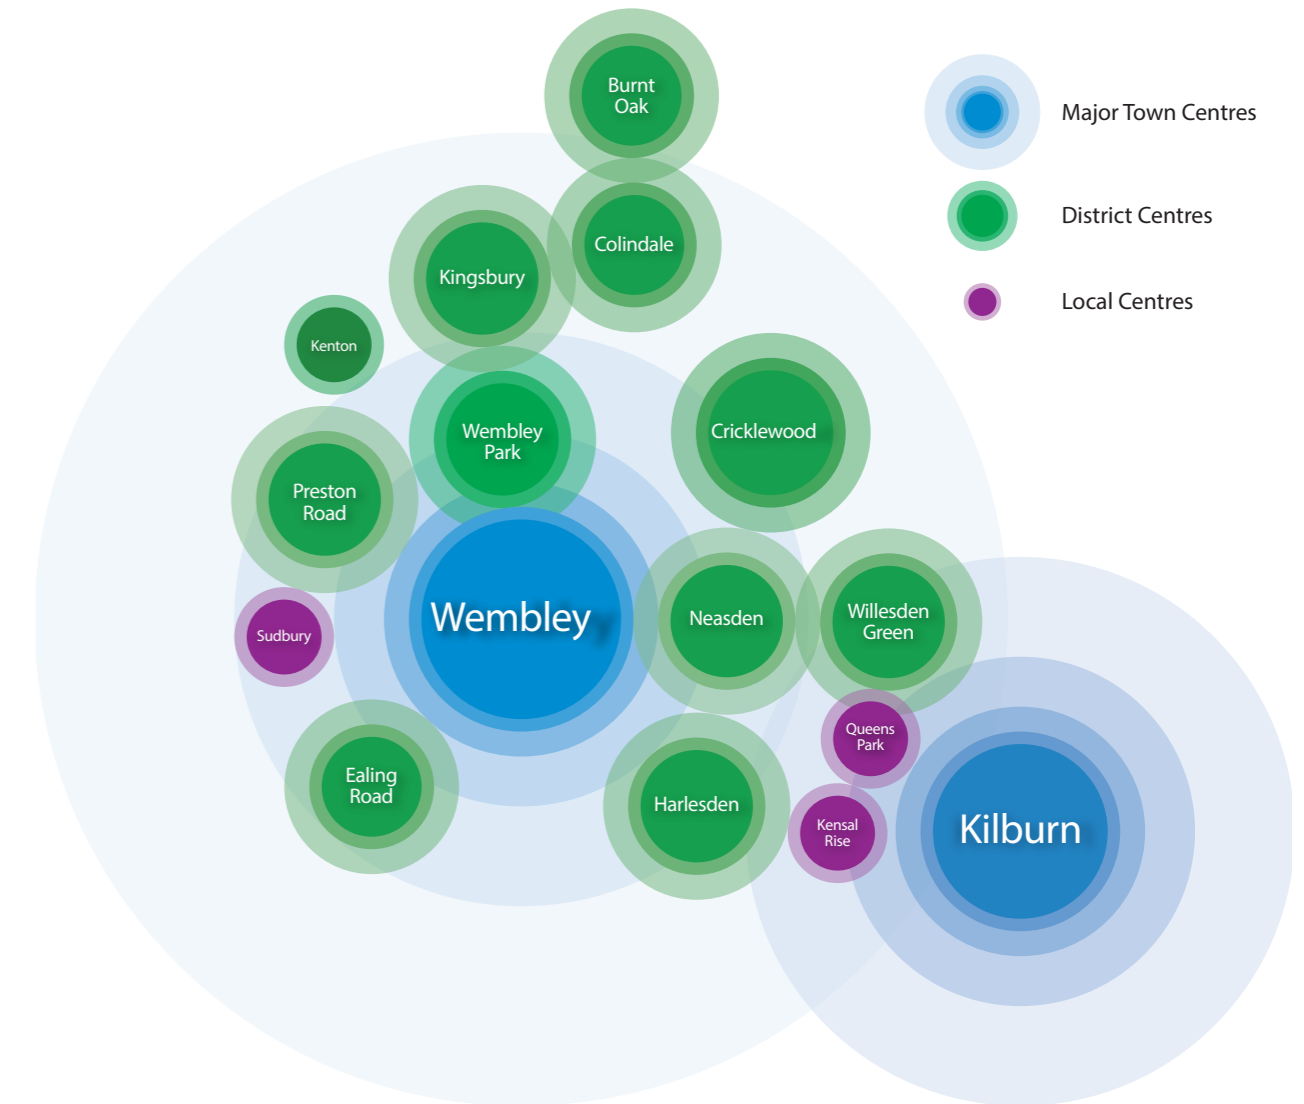 Burnt
Oak
Major Town Centres
District Centres
Colindale
Kingsbury
Local Centres
Kenton
Wembley
Park
Cricklewood
Preston
Road
Wembley
Neasden
Willesden
Green
Sudbury
Queens
Park
Ealing
Road
Harlesden
Kensal
Rise
Kilburn